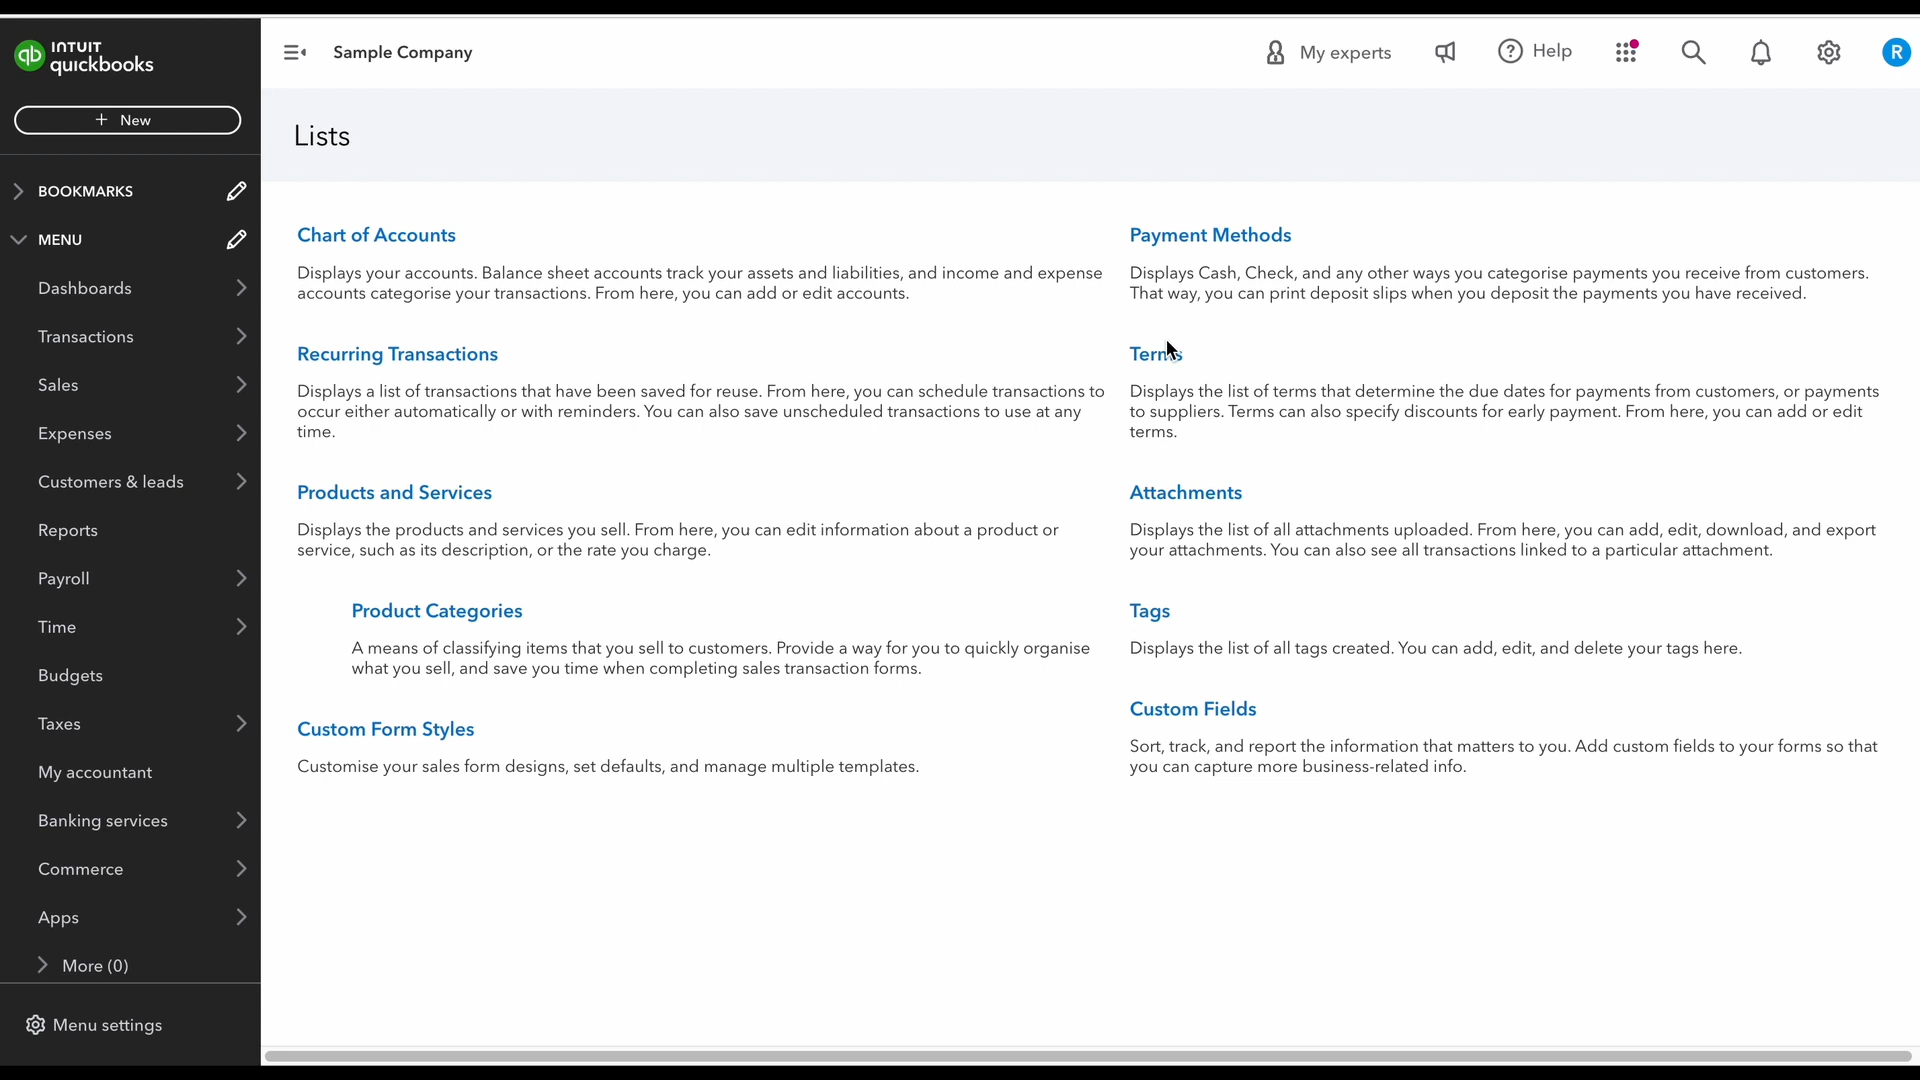 INTUIT
quickbooks
Sample Company
My experts
Help
R
+ New
Lists
BOOKMARKS
MENU
Dashboards
Transactions
Sales
Expenses
Customers & leads
Reports
Payroll
Time
Budgets
Taxes
My accountant
Banking services
Commerce
Apps
More (0)
Menu settings
Chart of Accounts
Displays your accounts. Balance sheet accounts track your assets and liabilities, and income and expense
accounts categorise your transactions. From here, you can add or edit accounts.
Recurring Transactions
Displays a list of transactions that have been saved for reuse. From here, you can schedule transactions to
occur either automatically or with reminders. You can also save unscheduled transactions to use at any
time.
Products and Services
Displays the products and services you sell. From here, you can edit information about a product or
service, such as its description, or the rate you charge.
Product Categories
A means of classifying items that you sell to customers. Provide a way for you to quickly organise
what you sell, and save you time when completing sales transaction forms.
Custom Form Styles
Customise your sales form designs, set defaults, and manage multiple templates.
Payment Methods
Displays Cash, Check, and any other ways you categorise payments you receive from customers.
That way, you can print deposit slips when you deposit the payments you have received.
Terms
Displays the list of terms that determine the due dates for payments from customers, or payments
to suppliers. Terms can also specify discounts for early payment. From here, you can add or edit
terms.
Attachments
Displays the list of all attachments uploaded. From here, you can add, edit, download, and export
your attachments. You can also see all transactions linked to a particular attachment.
Tags
Displays the list of all tags created. You can add, edit, and delete your tags here.
Custom Fields
Sort, track, and report the information that matters to you. Add custom fields to your forms so that
you can capture more business-related info.